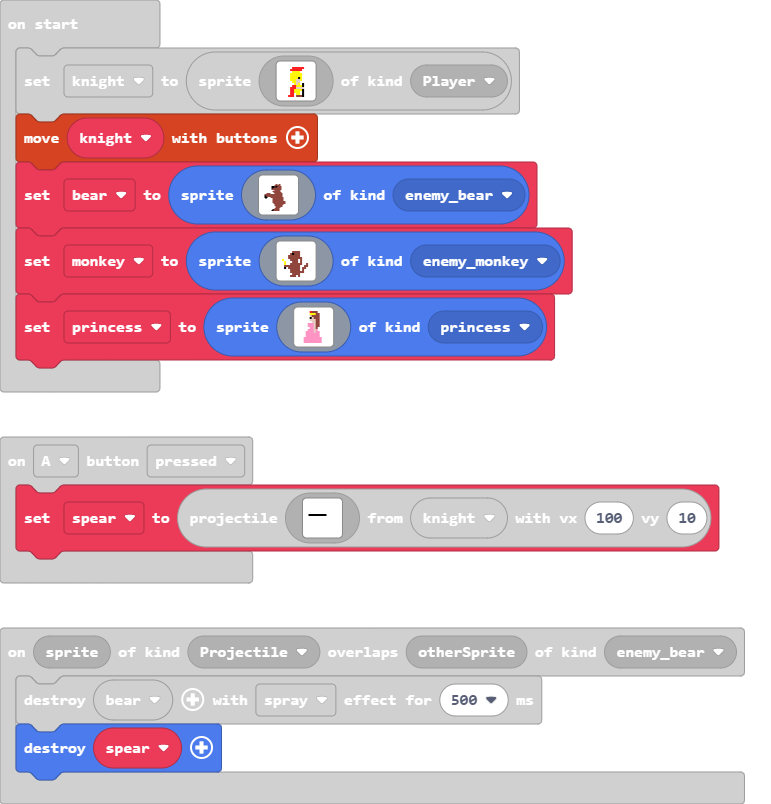 on start
set knight to sprite of kind Player
move knight with buttons
set bear to sprite of kind enemy_bear
set monkey to sprite of kind enemy_monkey
set princess to sprite of kind princess
on A button pressed
set spear to projectile from knight with vx 100 vy 10
on sprite of kind Projectile overlaps otherSprite of kind enemy_bear
destroy bear with spray effect for 500 ms
destroy spear